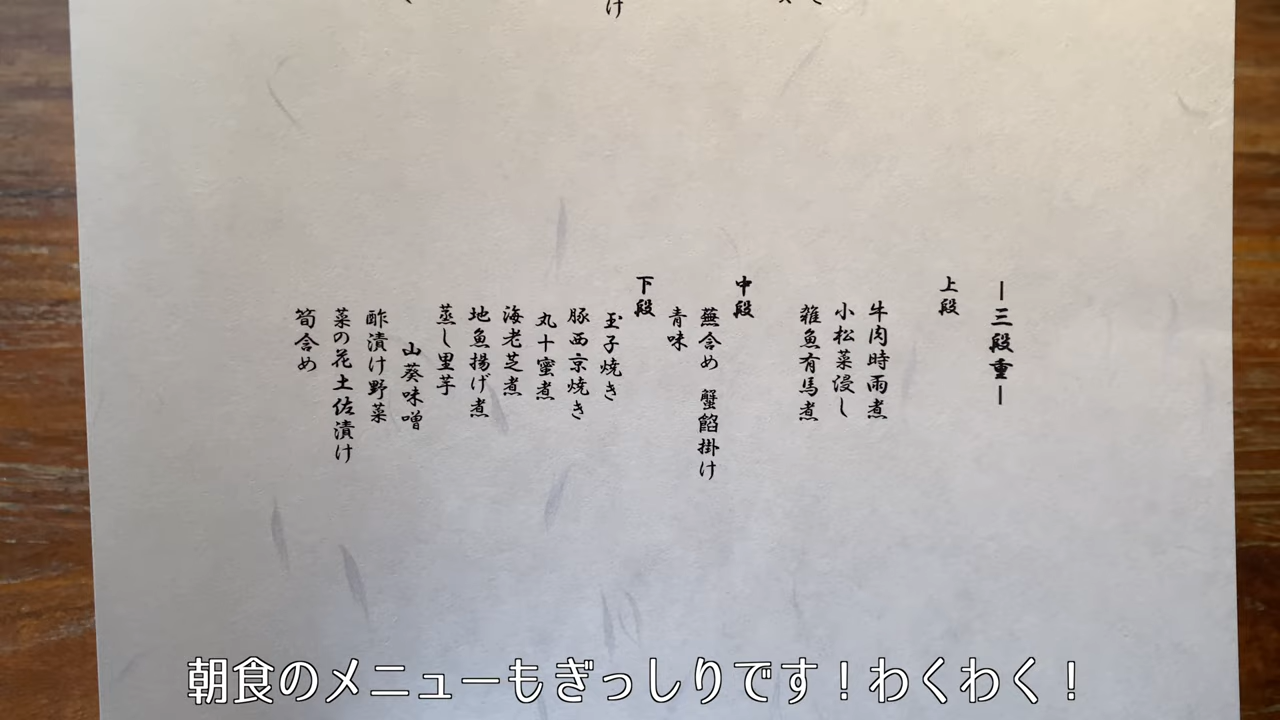 ―三段重―
上段
牛肉時雨煮
小松菜浸し
雑魚有馬煮
中段
蕪含め 蟹餡掛け
青味
下段
玉子焼き
豚西京焼き
丸十蜜煮
海老芝煮
地魚揚げ煮
蒸し里芋
山葵味噌
酢漬け野菜
菜の花土佐漬け
筍含め
朝食のメニューもぎっしりです！わくわく！